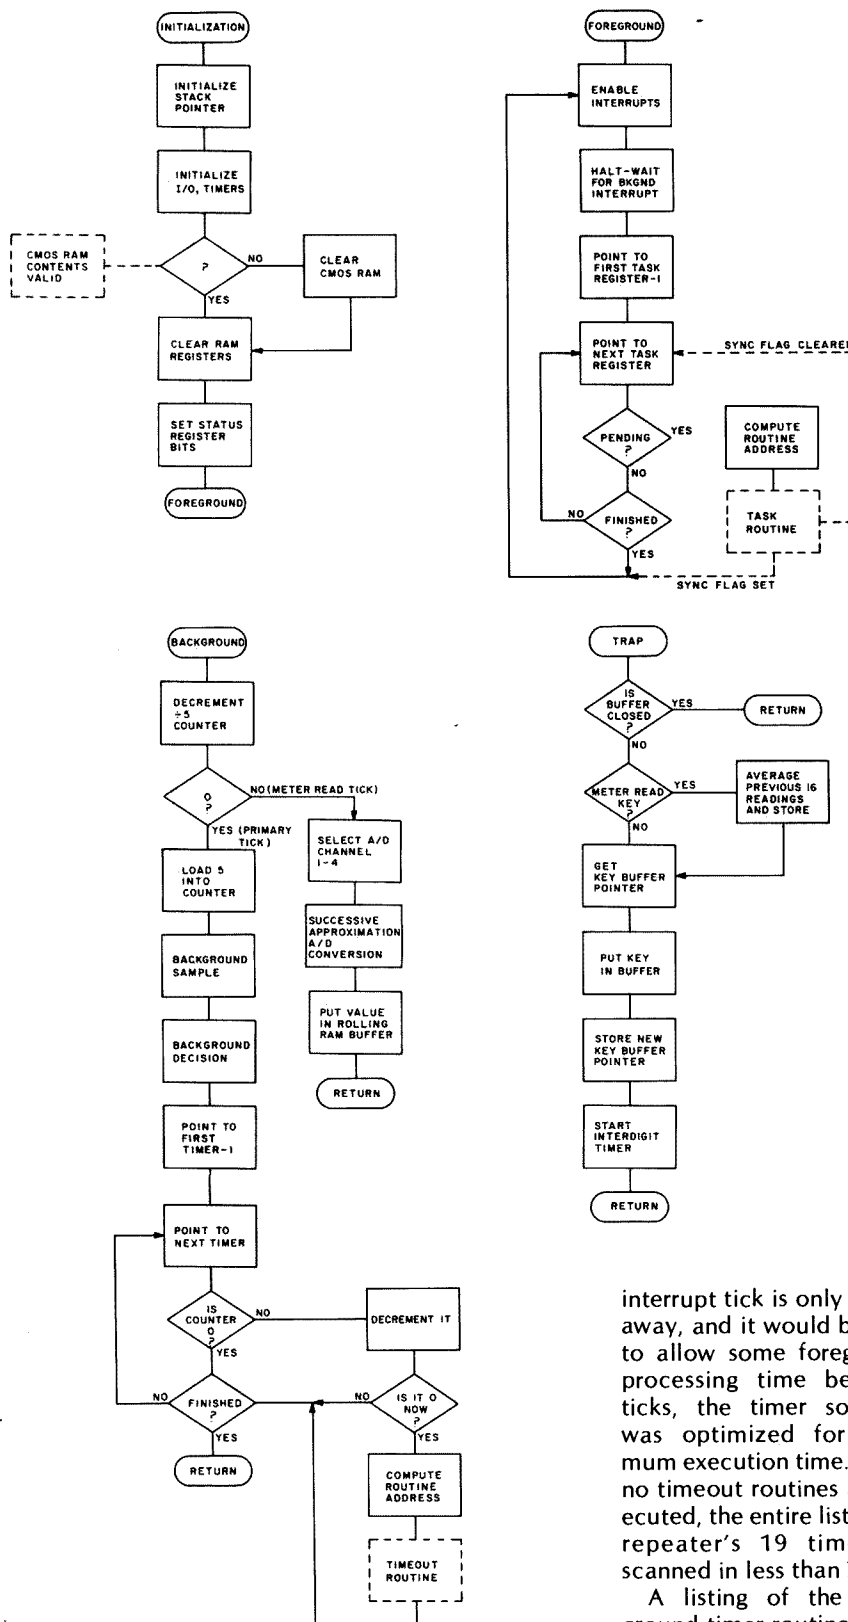 INITIALIZATION
INITIALIZE
STACK
POINTER
INITIALIZE
I/O, TIMERS
CMOS RAM
CONTENTS
VALID
?
NO
CLEAR
CMOS RAM
YES
CLEAR RAM
REGISTERS
SET STATUS
REGISTER
BITS
FOREGROUND
FOREGROUND
ENABLE
INTERRUPTS
HALT-WAIT
FOR BKGND
INTERRUPT
POINT TO
FIRST TASK
REGISTER-1
POINT TO
NEXT TASK
REGISTER
SYNC FLAG CLEARED
PENDING
?
YES
NO
COMPUTE
ROUTINE
ADDRESS
FINISHED
?
NO
YES
TASK
ROUTINE
SYNC FLAG SET
BACKGROUND
DECREMENT
÷5
COUNTER
0
?
NO (METER READ TICK)
YES (PRIMARY
TICK)
SELECT A/D
CHANNEL
1-4
LOAD 5
INTO
COUNTER
SUCCESSIVE
APPROXIMATION
A/D
CONVERSION
BACKGROUND
SAMPLE
PUT VALUE
IN ROLLING
RAM BUFFER
BACKGROUND
DECISION
RETURN
POINT TO
FIRST
TIMER-1
POINT TO
NEXT TIMER
IS
COUNTER
0
?
NO
YES
DECREMENT IT
FINISHED
?
NO
YES
IS IT 0
NOW
?
NO
YES
RETURN
COMPUTE
ROUTINE
ADDRESS
TIMEOUT
ROUTINE
TRAP
IS
BUFFER
CLOSED
?
YES
RETURN
NO
METER READ
KEY
?
YES
AVERAGE
PREVIOUS 16
READINGS
AND STORE
NO
GET
KEY BUFFER
POINTER
PUT KEY
IN BUFFER
STORE NEW
KEY BUFFER
POINTER
START
INTERDIGIT
TIMER
RETURN
interrupt tick is only
away, and it would b
to allow some foreg
processing time be
ticks, the timer so
was optimized for
mum execution time.
no timeout routines
ecuted, the entire list
repeater's 19 tim
scanned in less than
A listing of the
ground timer routine